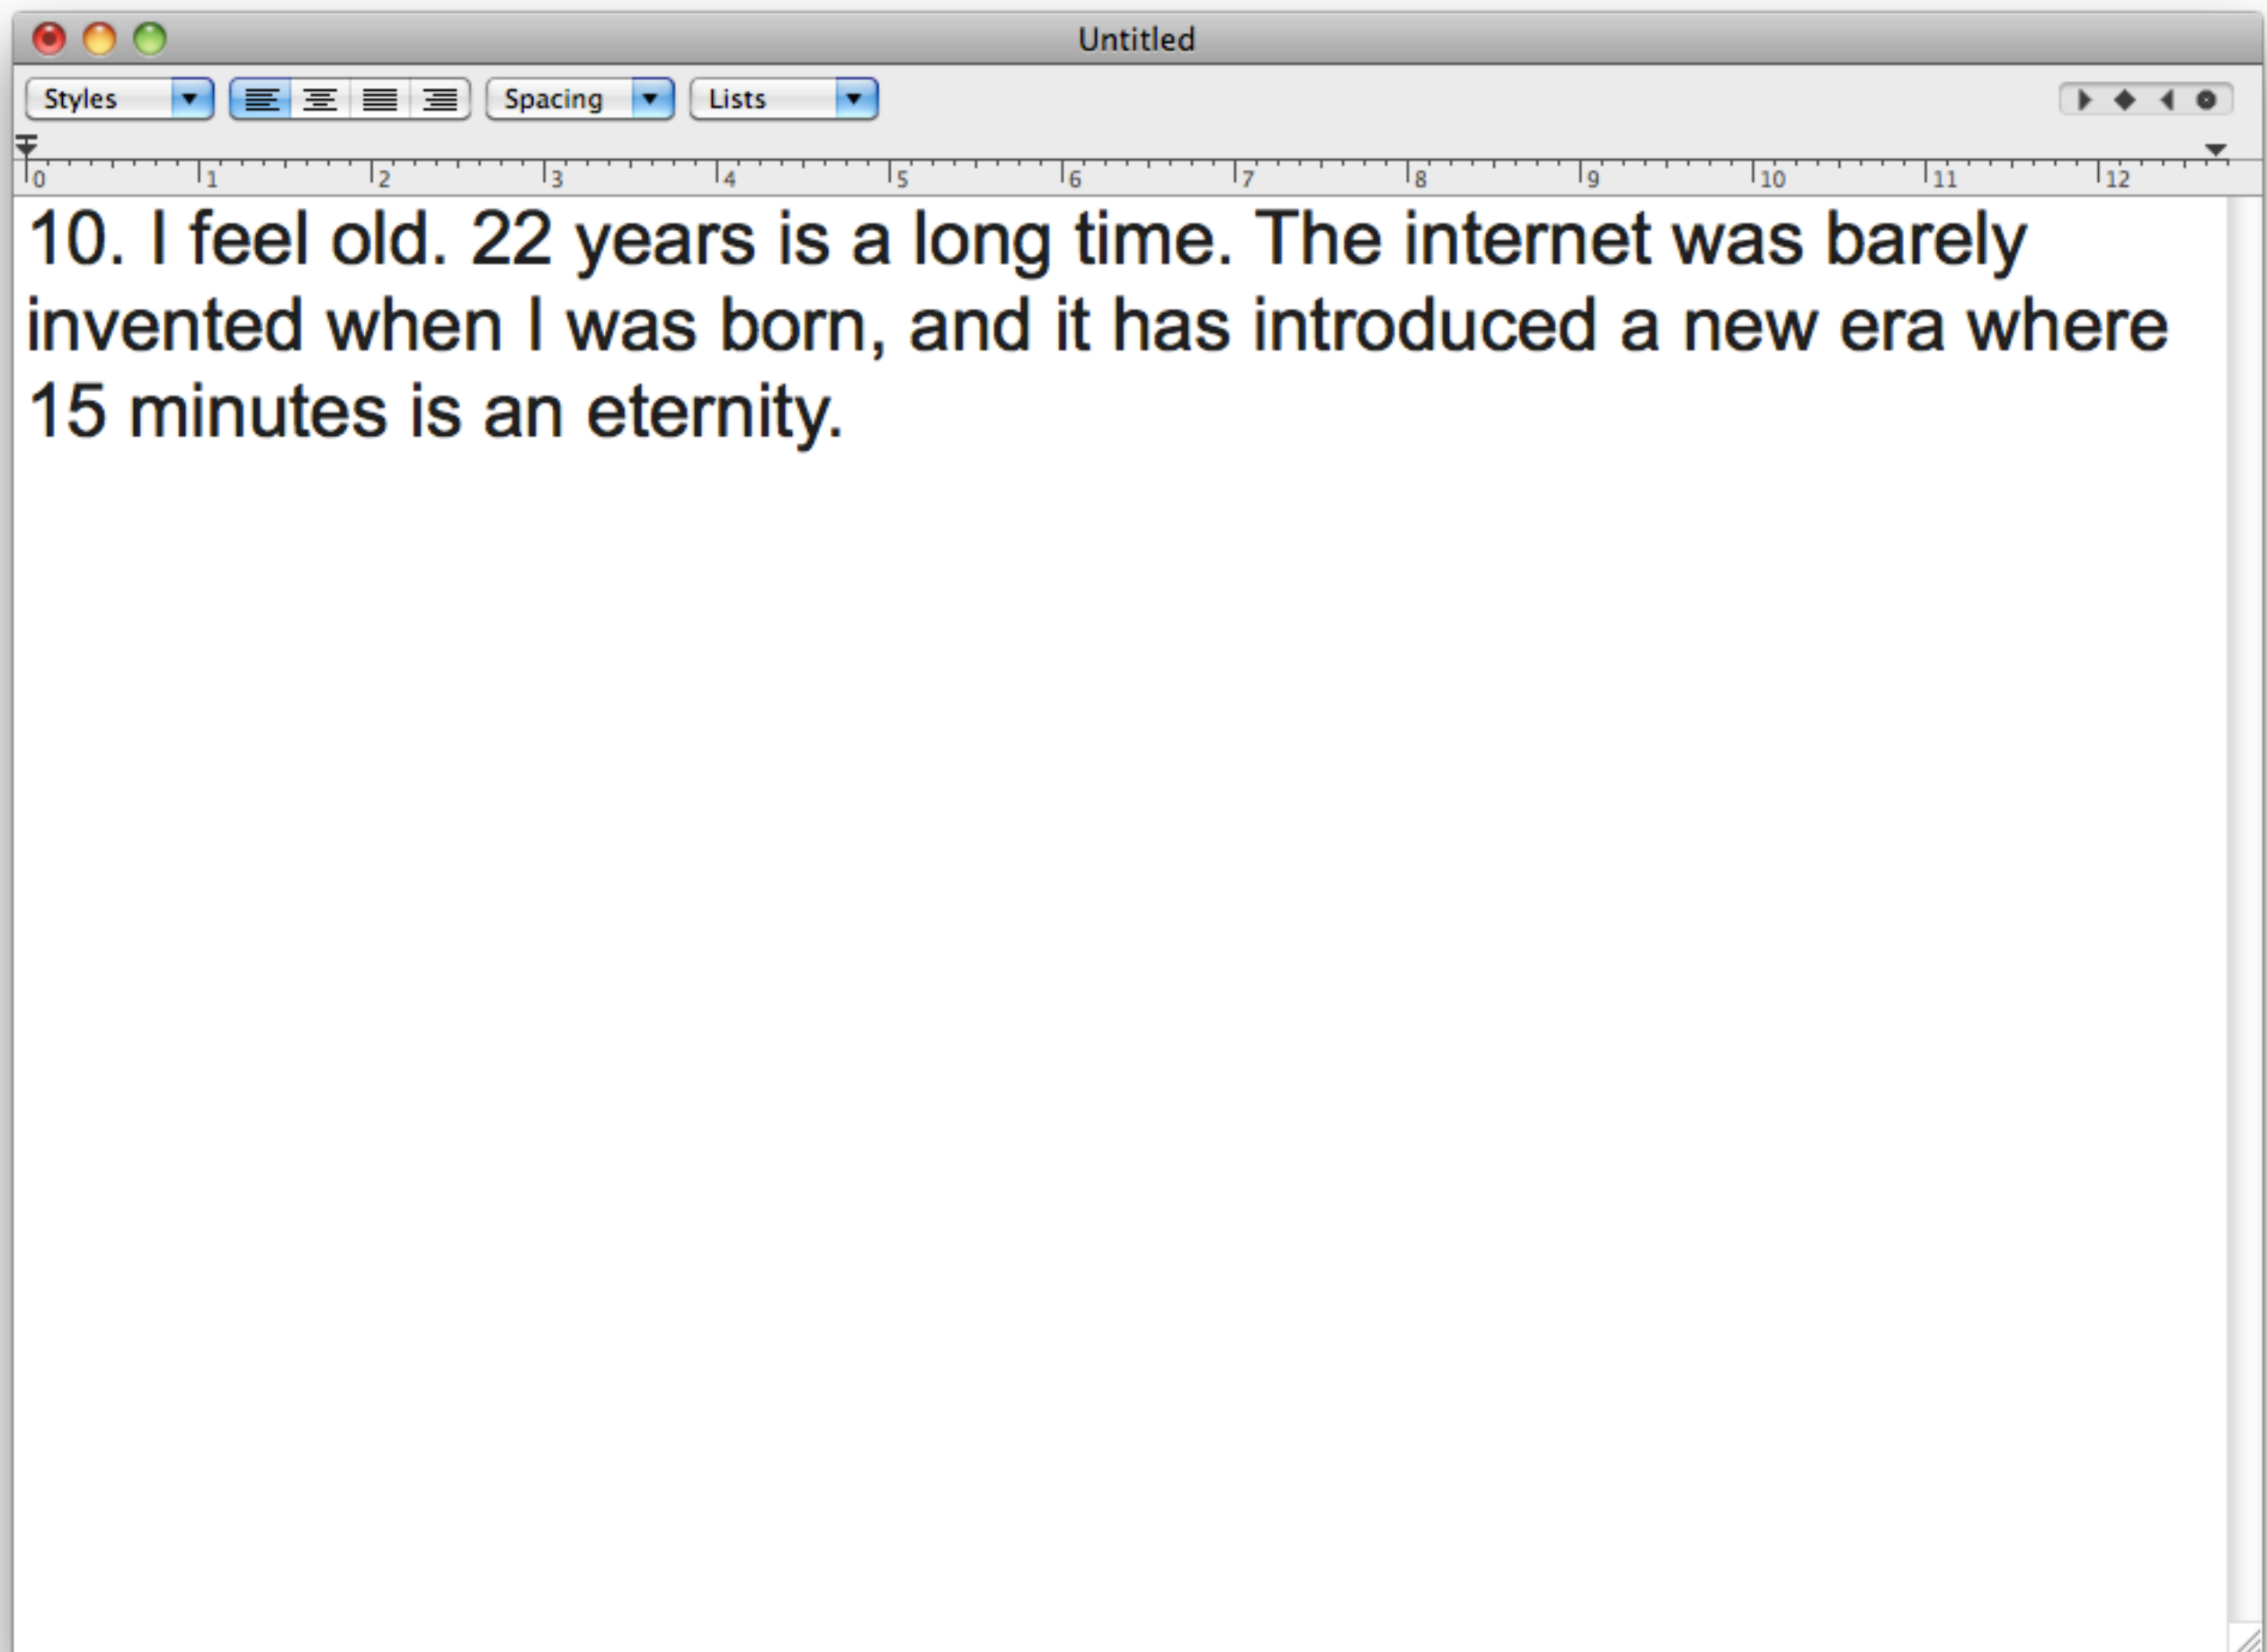 Untitled
Styles Spacing Lists
0 1 2 3 4 5 6 7 8 9 10 11 12
10. I feel old. 22 years is a long time. The internet was barely
invented when I was born, and it has introduced a new era where
15 minutes is an eternity.